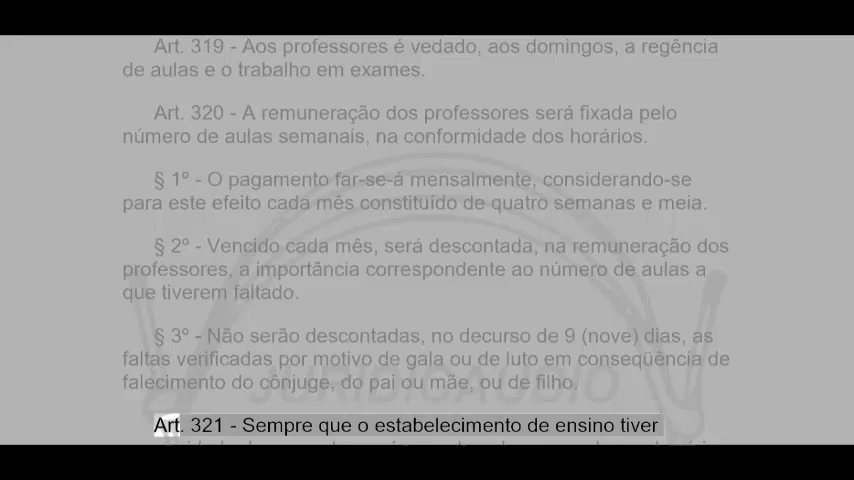 Art. 319 - Aos professores é vedado, aos domingos, a regência
de aulas e o trabalho em exames.
Art. 320 - A remuneração dos professores será fixada pelo
número de aulas semanais, na conformidade dos horários.
§ 1º - O pagamento far-se-á mensalmente, considerando-se
para este efeito cada mês constituído de quatro semanas e meia.
§ 2º - Vencido cada mês, será descontada, na remuneração dos
professores, a importância correspondente ao número de aulas a
que tiverem faltado.
§ 3º - Não serão descontadas, no decurso de 9 (nove) dias, as
faltas verificadas por motivo de gala ou de luto em conseqüência de
falecimento do cônjuge, do pai ou mãe, ou de filho.
JURIDICAUDIO
Art. 321 - Sempre que o estabelecimento de ensino tiver